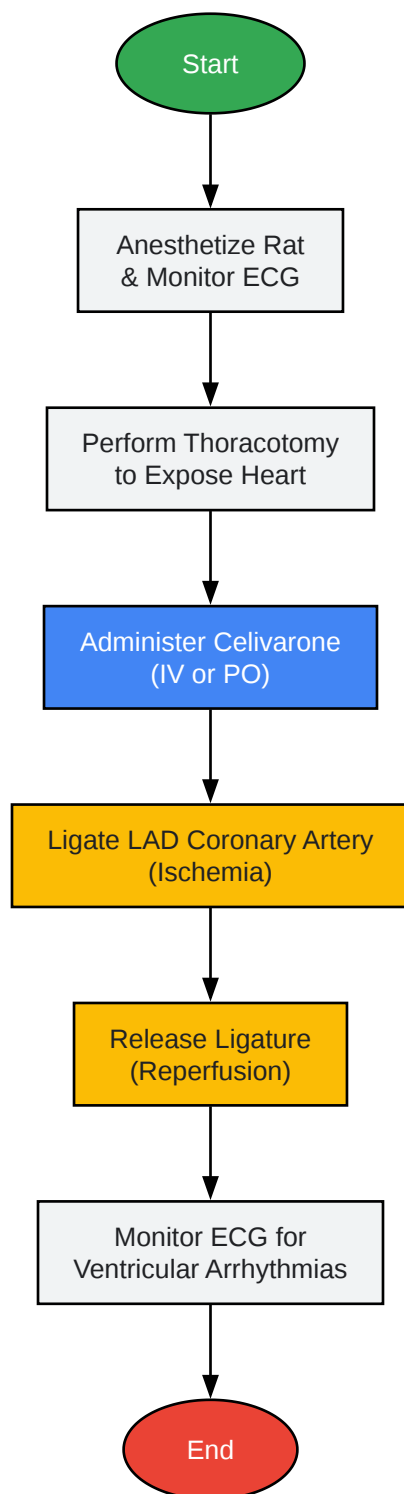 Start
Anesthetize Rat
& Monitor ECG
Perform Thoracotomy
to Expose Heart
Administer Celivarone
(IV or PO)
Ligate LAD Coronary Artery
(Ischemia)
Release Ligature
(Reperfusion)
Monitor ECG for
Ventricular Arrhythmias
End